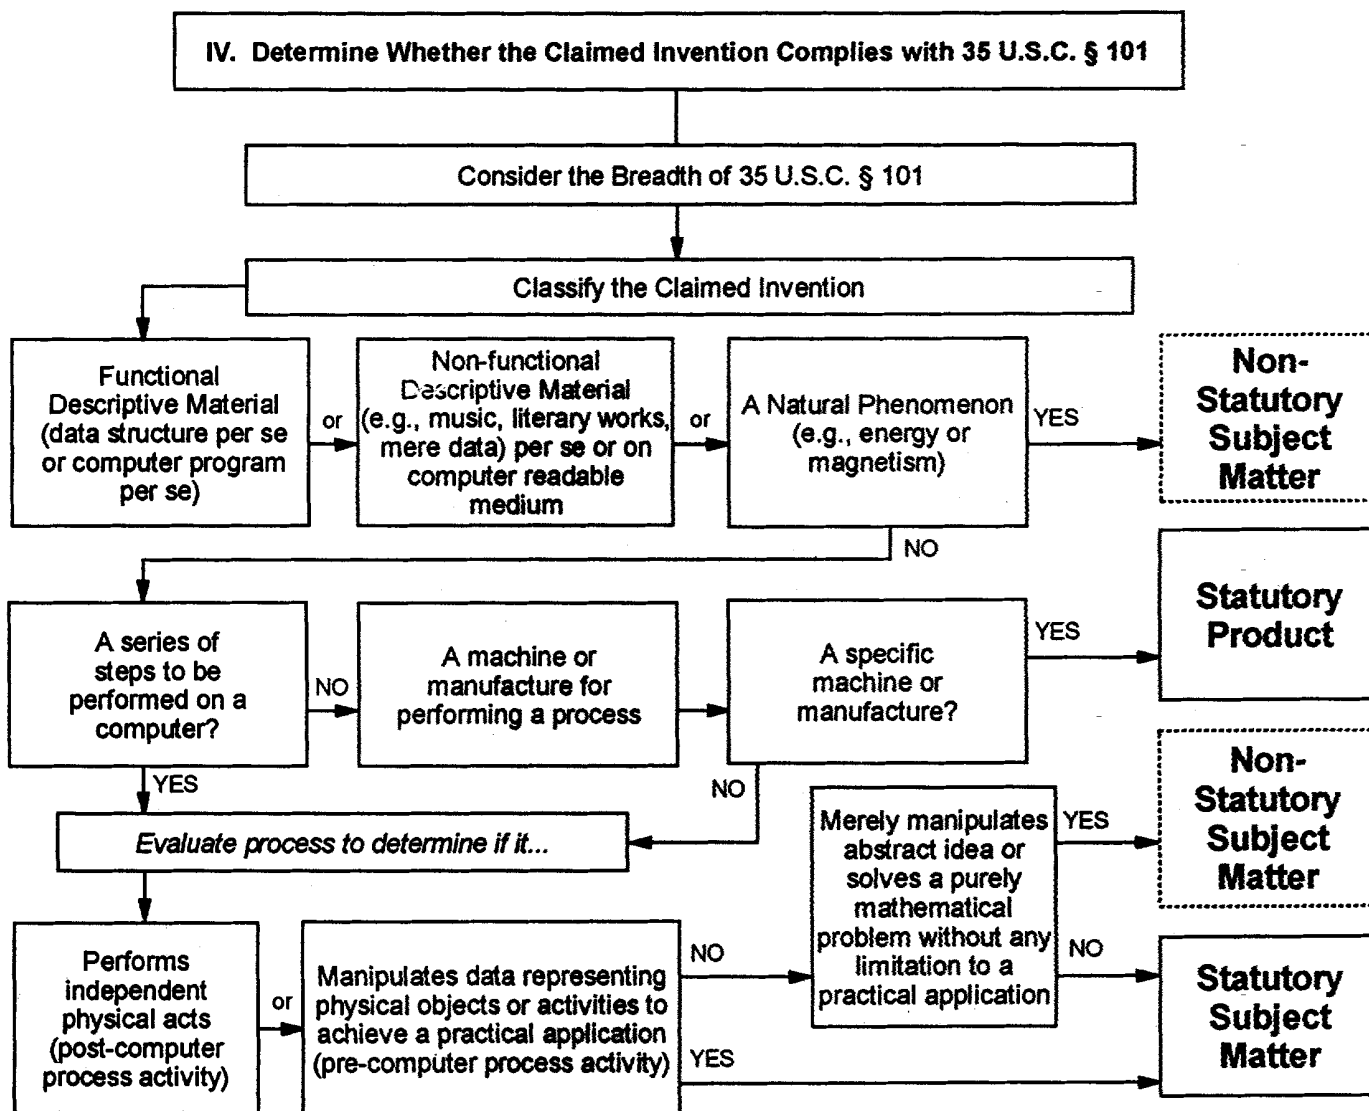 IV. Determine Whether the Claimed Invention Complies with 35 U.S.C. § 101
Consider the Breadth of 35 U.S.C. § 101
Classify the Claimed Invention
Functional
Descriptive Material
(data structure per se
or computer program
per se)
or
Non-functional
Descriptive Material
(e.g., music, literary works,
mere data) per se or on
computer readable
medium
or
A Natural Phenomenon
(e.g., energy or
magnetism)
YES
Non-
Statutory
Subject
Matter
NO
A series of
steps to be
performed on a
computer?
NO
A machine or
manufacture for
performing a process
A specific
machine or
manufacture?
YES
Statutory
Product
YES
NO
Evaluate process to determine if it...
Merely manipulates
abstract idea or
solves a purely
mathematical
problem without any
limitation to a
practical application
YES
Non-
Statutory
Subject
Matter
Performs
independent
physical acts
(post-computer
process activity)
or
Manipulates data representing
physical objects or activities to
achieve a practical application
(pre-computer process activity)
NO
NO
YES
Statutory
Subject
Matter